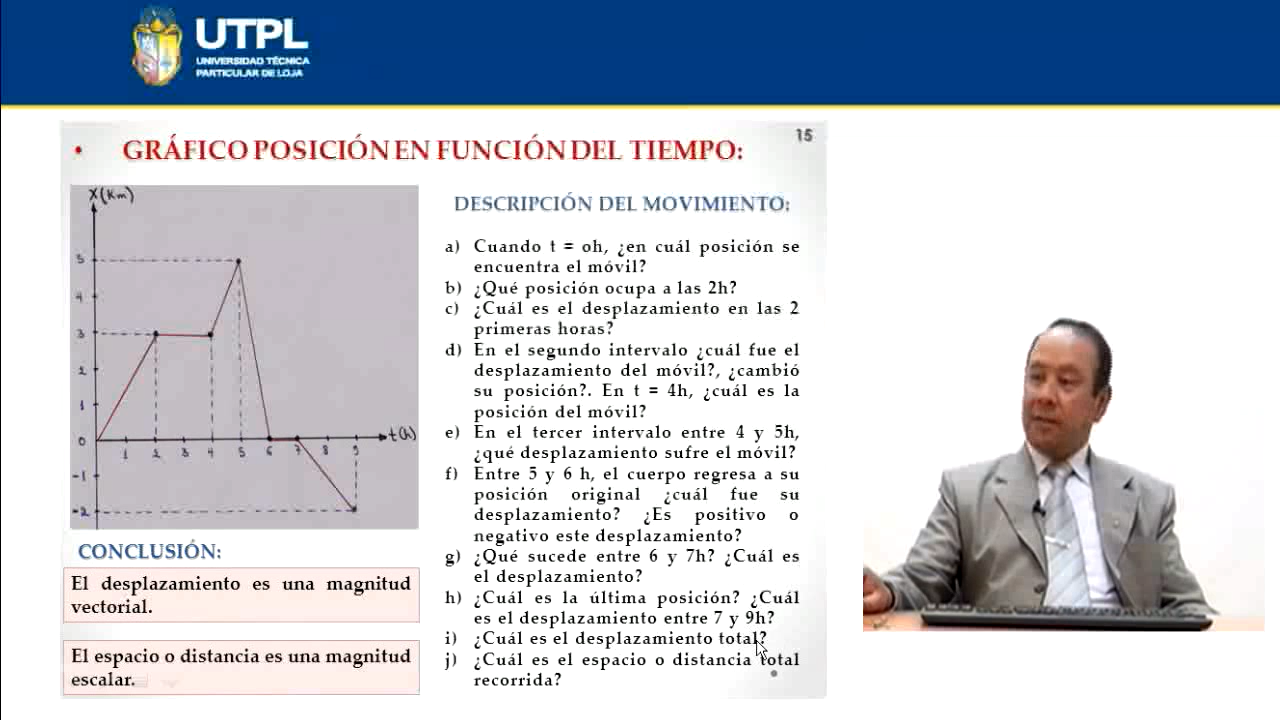 UTPL
UNIVERSIDAD TÉCNICA
PARTICULAR DE LOJA
15
• GRÁFICO POSICIÓN EN FUNCIÓN DEL TIEMPO:
X(Km)
5
4
3
2
1
0
-1
-2
1 2 3 4 5 6 7 8 9
t(h)
CONCLUSIÓN:
El desplazamiento es una magnitud
vectorial.
El espacio o distancia es una magnitud
escalar.
DESCRIPCIÓN DEL MOVIMIENTO:
a) Cuando t = oh, ¿en cuál posición se
encuentra el móvil?
b) ¿Qué posición ocupa a las 2h?
c) ¿Cuál es el desplazamiento en las 2
primeras horas?
d) En el segundo intervalo ¿cuál fue el
desplazamiento del móvil?, ¿cambió
su posición?. En t = 4h, ¿cuál es la
posición del móvil?
e) En el tercer intervalo entre 4 y 5h,
¿qué desplazamiento sufre el móvil?
f) Entre 5 y 6 h, el cuerpo regresa a su
posición original ¿cuál fue su
desplazamiento? ¿Es positivo o
negativo este desplazamiento?
g) ¿Qué sucede entre 6 y 7h? ¿Cuál es
el desplazamiento?
h) ¿Cuál es la última posición? ¿Cuál
es el desplazamiento entre 7 y 9h?
i) ¿Cuál es el desplazamiento total?
j) ¿Cuál es el espacio o distancia total
recorrida?